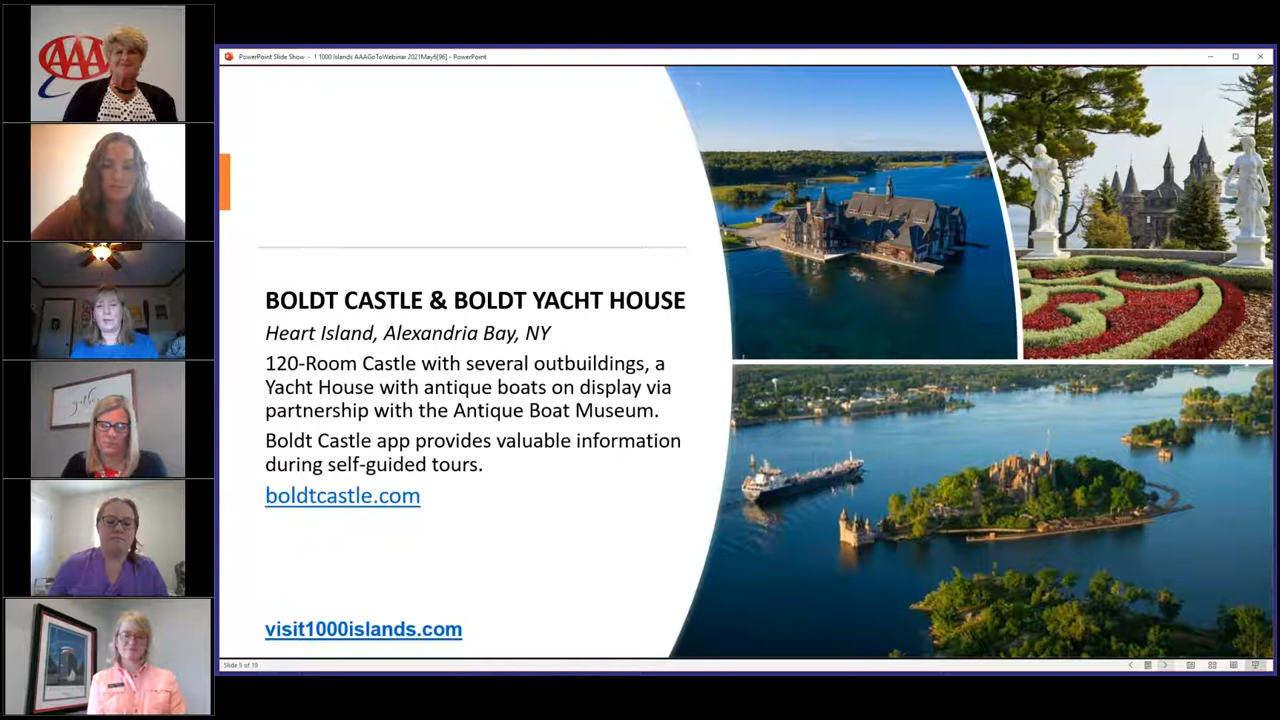 AAA
PowerPoint Slide Show - 1 1000 Islands AAAGoToWebinar 2021May6[96] - PowerPoint
BOLDT CASTLE & BOLDT YACHT HOUSE
Heart Island, Alexandria Bay, NY
120-Room Castle with several outbuildings, a
Yacht House with antique boats on display via
partnership with the Antique Boat Museum.
Boldt Castle app provides valuable information
during self-guided tours.
boldtcastle.com
visit1000islands.com
Slide 5 of 19